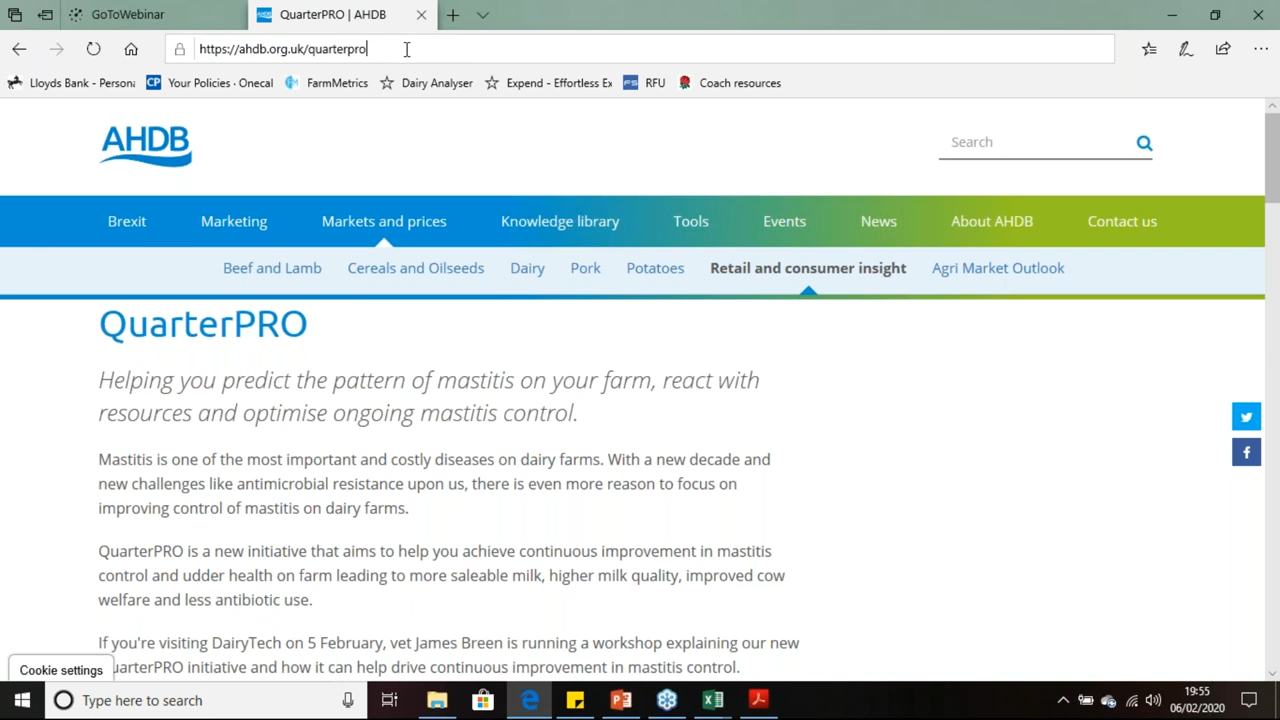 GoToWebinar
QuarterPRO | AHDB
https://ahdb.org.uk/quarterpro
Lloyds Bank - Persona
CP Your Policies · Onecal
FarmMetrics
Dairy Analyser
Expend - Effortless Ex
FS RFU
Coach resources
AHDB
Search
Brexit Marketing Markets and prices Knowledge library Tools Events News About AHDB Contact us
Beef and Lamb Cereals and Oilseeds Dairy Pork Potatoes Retail and consumer insight Agri Market Outlook
QuarterPRO
Helping you predict the pattern of mastitis on your farm, react with
resources and optimise ongoing mastitis control.
Mastitis is one of the most important and costly diseases on dairy farms. With a new decade and
new challenges like antimicrobial resistance upon us, there is even more reason to focus on
improving control of mastitis on dairy farms.
QuarterPRO is a new initiative that aims to help you achieve continuous improvement in mastitis
control and udder health on farm leading to more saleable milk, higher milk quality, improved cow
welfare and less antibiotic use.
If you're visiting DairyTech on 5 February, vet James Breen is running a workshop explaining our new
QuarterPRO initiative and how it can help drive continuous improvement in mastitis control.
Cookie settings
Type here to search
19:55
06/02/2020